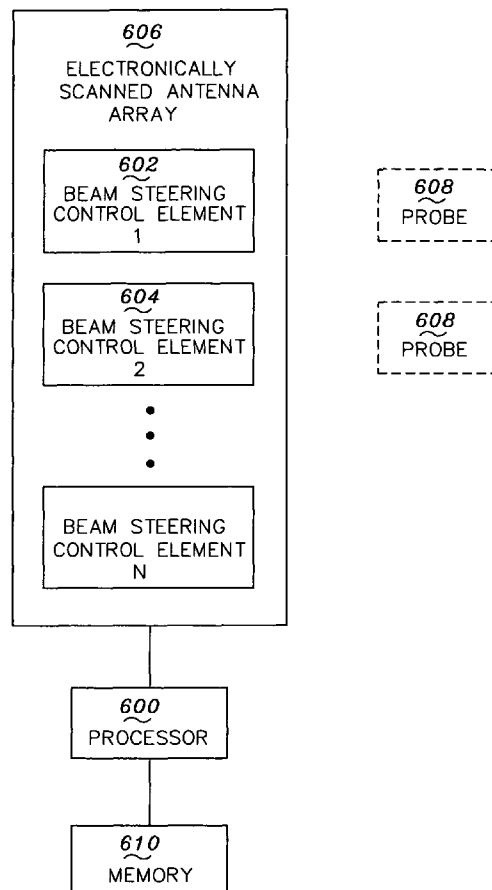 606
ELECTRONICALLY
SCANNED ANTENNA
ARRAY
602
BEAM STEERING
CONTROL ELEMENT
1
608
PROBE
604
BEAM STEERING
CONTROL ELEMENT
2
608
PROBE
BEAM STEERING
CONTROL ELEMENT
N
600
PROCESSOR
610
MEMORY